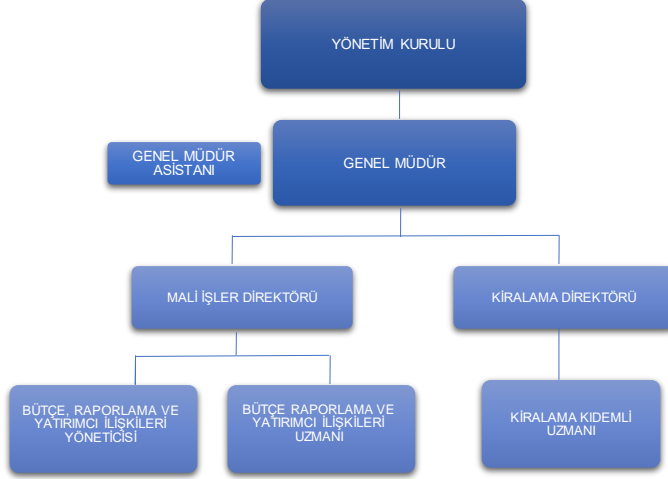 YÖNETİM KURULU
GENEL MÜDÜR
ASİSTANI
GENEL MÜDÜR
MALİ İŞLER DİREKTÖRÜ
KİRALAMA DİREKTÖRÜ
BÜTÇE, RAPORLAMA VE
YATIRIMCI İLİŞKİLERİ
YÖNETİCİSİ
BÜTÇE RAPORLAMA VE
YATIRIMCI İLİŞKİLERİ
UZMANI
KİRALAMA KIDEMLİ
UZMANI